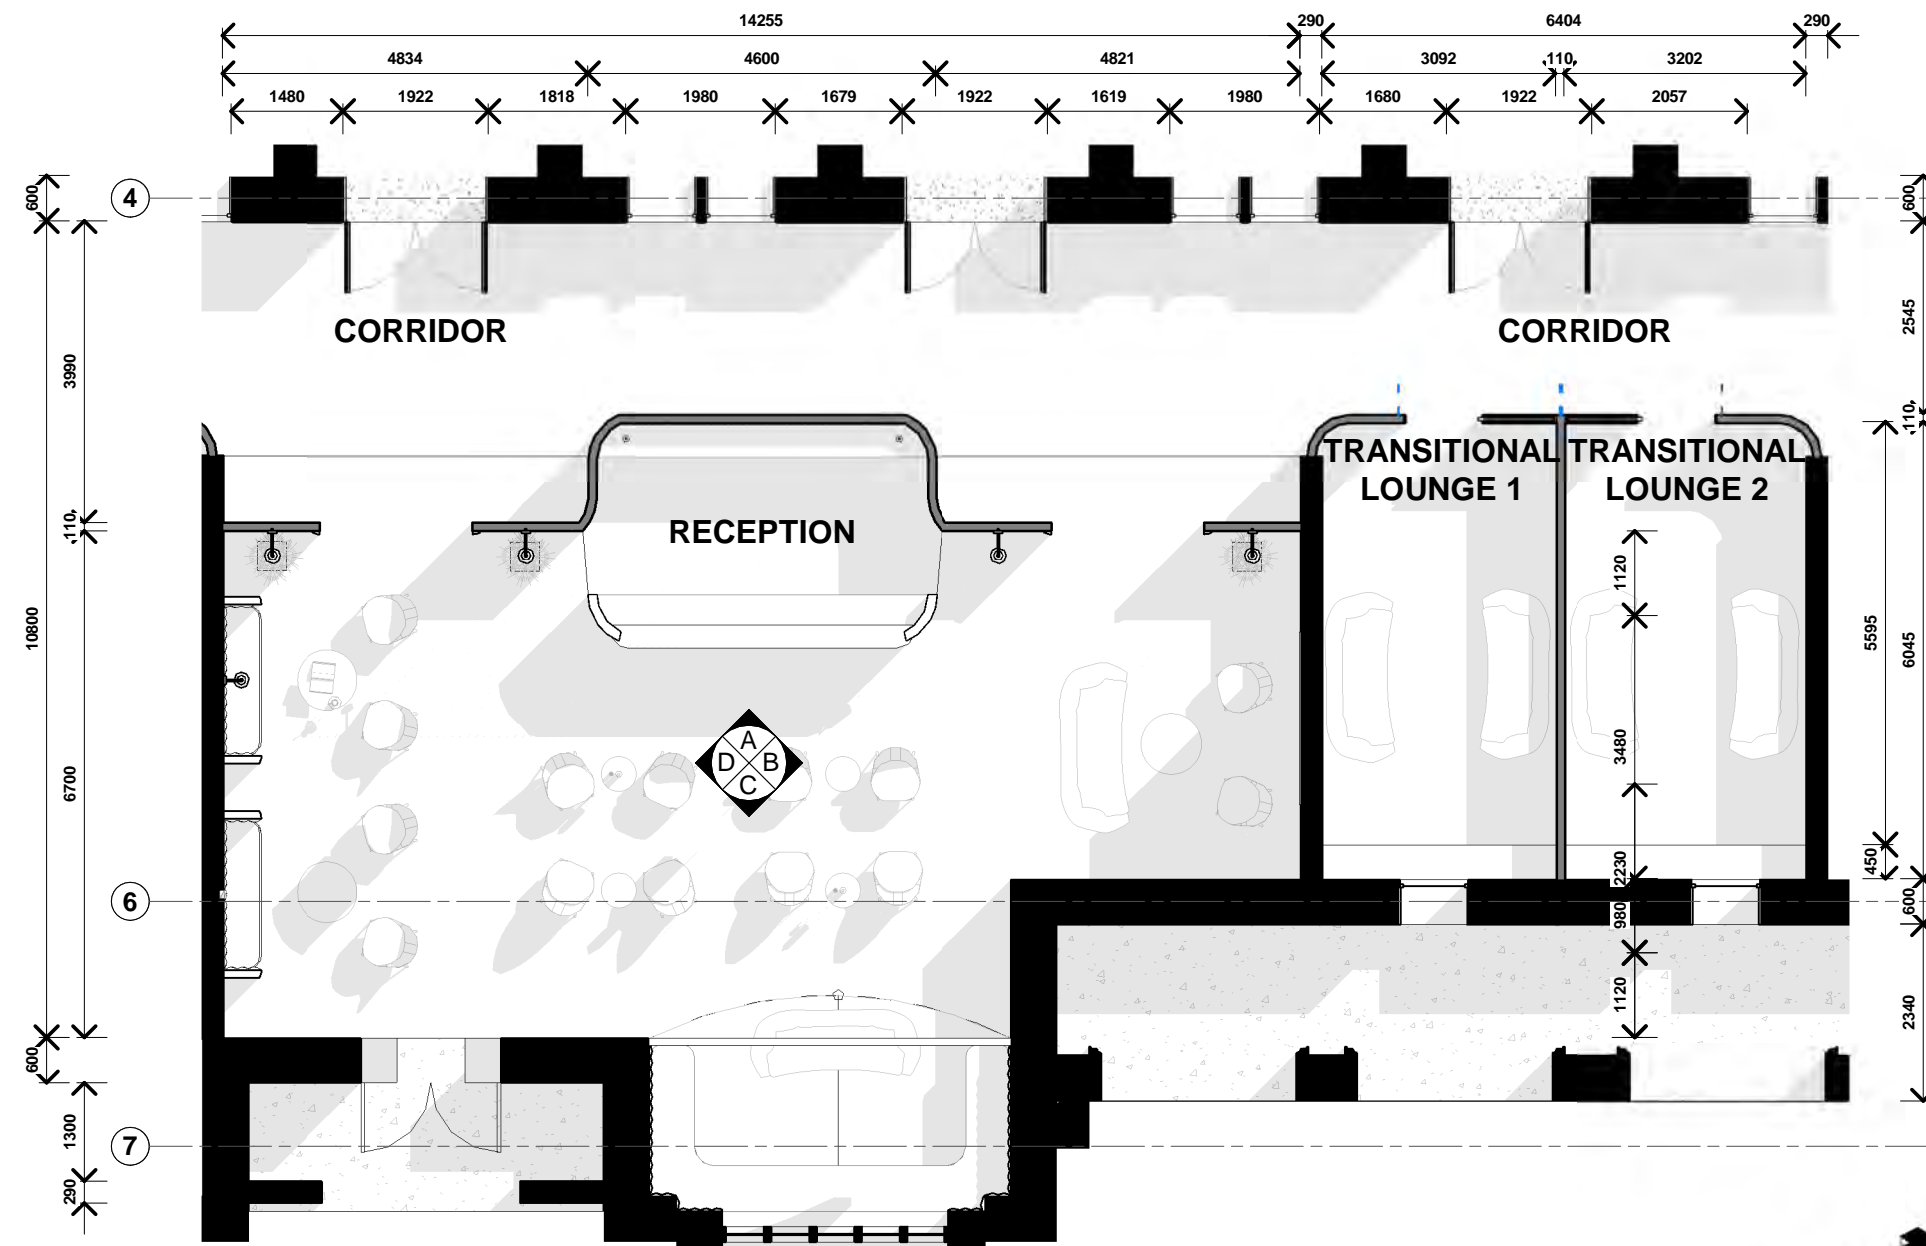 14255 290 6404 290
4834 4600 4821 3092 110 3202
1480 1922 1818 1980 1679 1922 1619 1980 1680 1922 2057
600
4
600
CORRIDOR
CORRIDOR
2545
3990
110
TRANSITIONAL
LOUNGE 1
TRANSITIONAL
LOUNGE 2
RECEPTION
110
1120
10800
5595
6045
6700
3480
A
D B
C
2230
450
6
980
600
1120
2340
600
1300
7
290